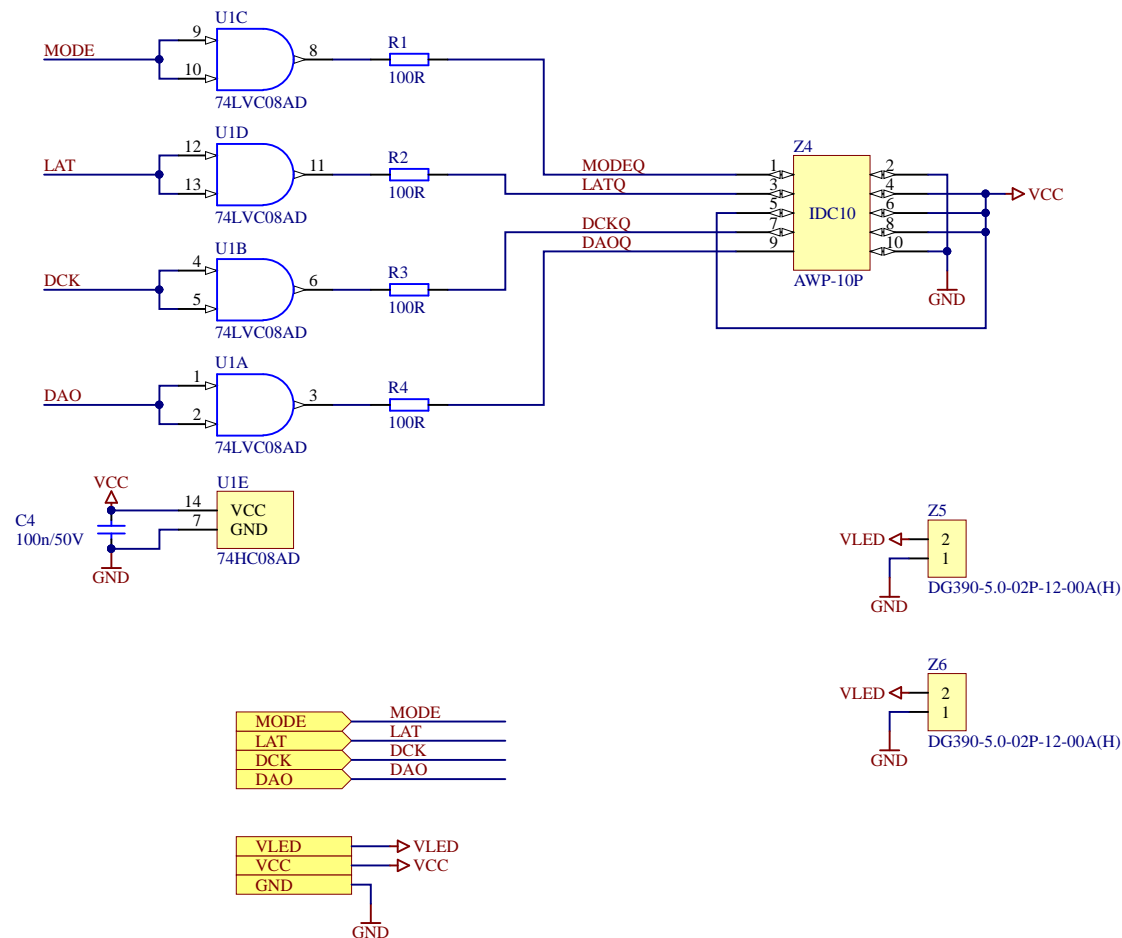 U1C
MODE
9
10
8
74LVC08AD
R1
100R
U1D
LAT
12
13
11
74LVC08AD
R2
100R
U1B
DCK
4
5
6
74LVC08AD
R3
100R
U1A
DAO
1
2
3
74LVC08AD
R4
100R
MODEQ
LATQ
DCKQ
DAOQ
Z4
1
3
5
7
9
IDC10
2
4
6
8
10
AWP-10P
VCC
GND
VCC
C4
100n/50V
GND
U1E
14
7
VCC
GND
74HC08AD
Z5
VLED
2
1
GND
DG390-5.0-02P-12-00A(H)
Z6
VLED
2
1
GND
DG390-5.0-02P-12-00A(H)
MODE MODE
LAT LAT
DCK DCK
DAO DAO
VLED VLED
VCC VCC
GND
GND